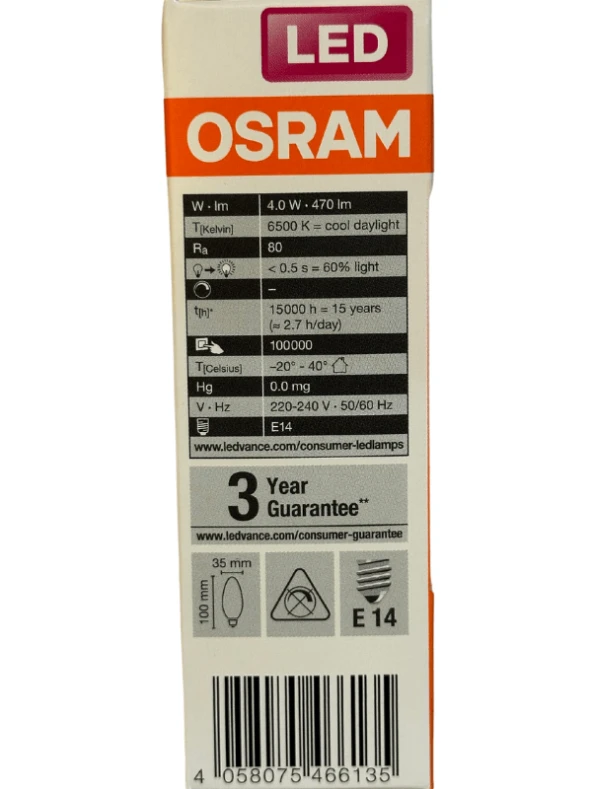 LED
OSRAM
W · lm 4.0 W · 470 lm
T[Kelvin] 6500 K = cool daylight
Ra 80
< 0.5 s = 60% light
–
t[h]* 15000 h = 15 years
(≈ 2.7 h/day)
100000
T[Celsius] –20° - 40°
Hg 0.0 mg
V · Hz 220-240 V · 50/60 Hz
E14
www.ledvance.com/consumer-ledlamps
3 Year
Guarantee**
www.ledvance.com/consumer-guarantee
35 mm
100 mm
E 14
4 058075 466135